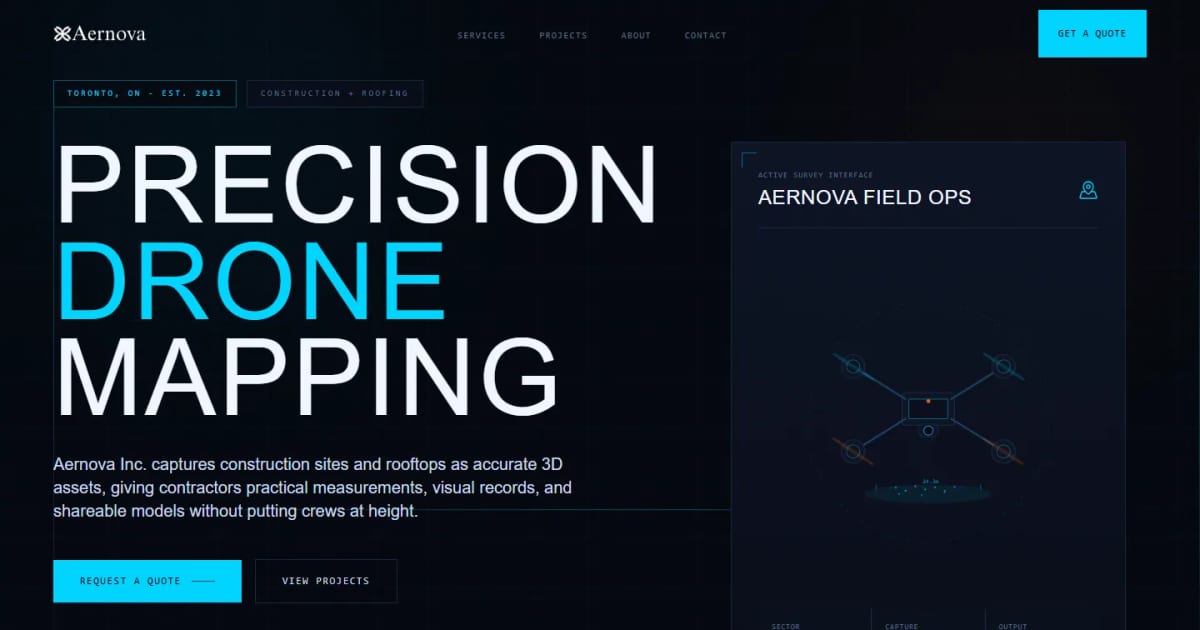 Aernova
SERVICES PROJECTS ABOUT CONTACT
GET A QUOTE
TORONTO, ON - EST. 2023
CONSTRUCTION + ROOFING
PRECISION
DRONE
MAPPING
Aernova Inc. captures construction sites and rooftops as accurate 3D
assets, giving contractors practical measurements, visual records, and
shareable models without putting crews at height.
REQUEST A QUOTE
VIEW PROJECTS
ACTIVE SURVEY INTERFACE
AERNOVA FIELD OPS
SECTOR CAPTURE OUTPUT